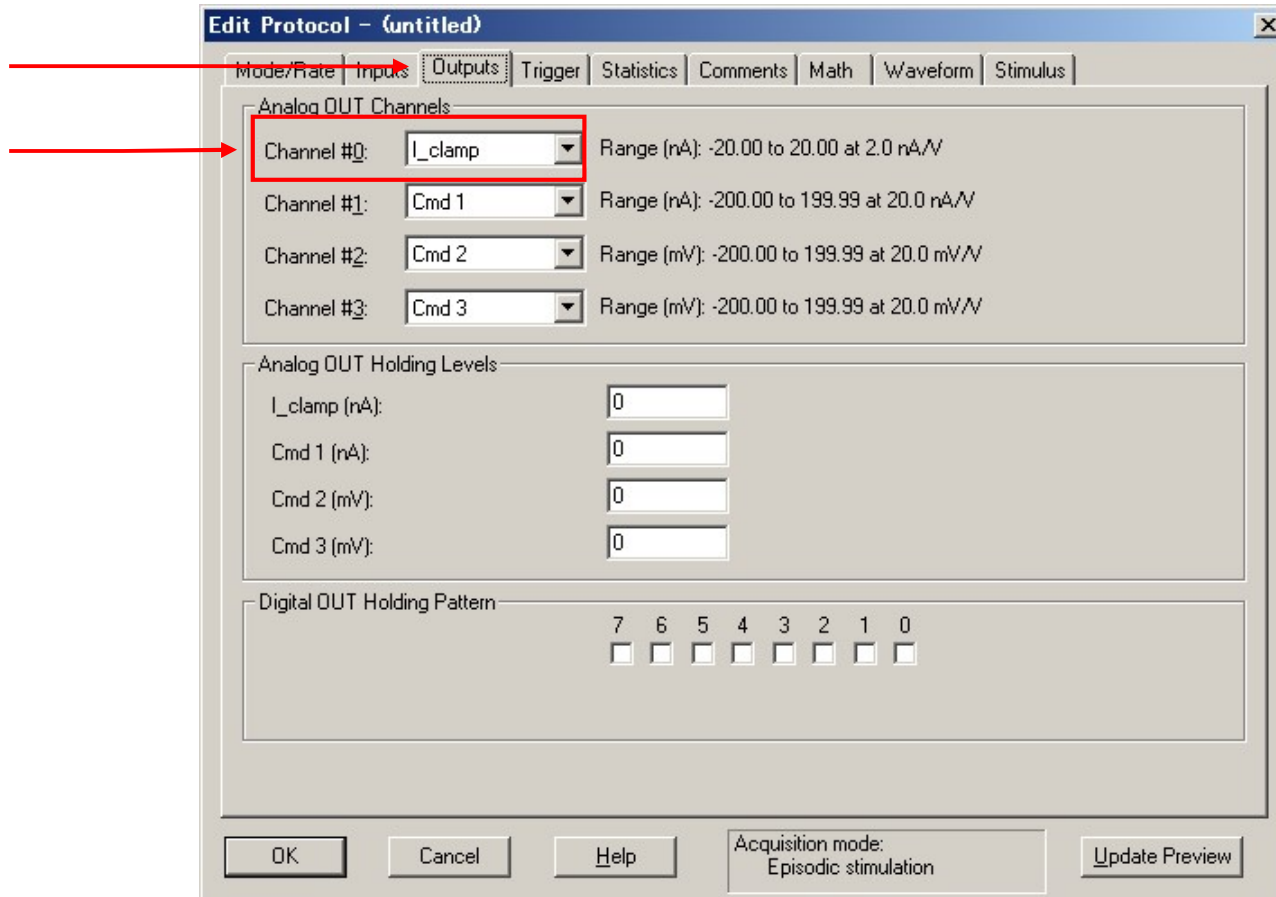 Edit Protocol - (untitled)
Mode/Rate Inputs Outputs Trigger Statistics Comments Math Waveform Stimulus
Analog OUT Channels
Channel #0: I_clamp Range (nA): -20.00 to 20.00 at 2.0 nA/V
Channel #1: Cmd 1 Range (nA): -200.00 to 199.99 at 20.0 nA/V
Channel #2: Cmd 2 Range (mV): -200.00 to 199.99 at 20.0 mV/V
Channel #3: Cmd 3 Range (mV): -200.00 to 199.99 at 20.0 mV/V
Analog OUT Holding Levels
I_clamp (nA): 0
Cmd 1 (nA): 0
Cmd 2 (mV): 0
Cmd 3 (mV): 0
Digital OUT Holding Pattern
7 6 5 4 3 2 1 0
OK Cancel Help Acquisition mode: Update Preview
Episodic stimulation